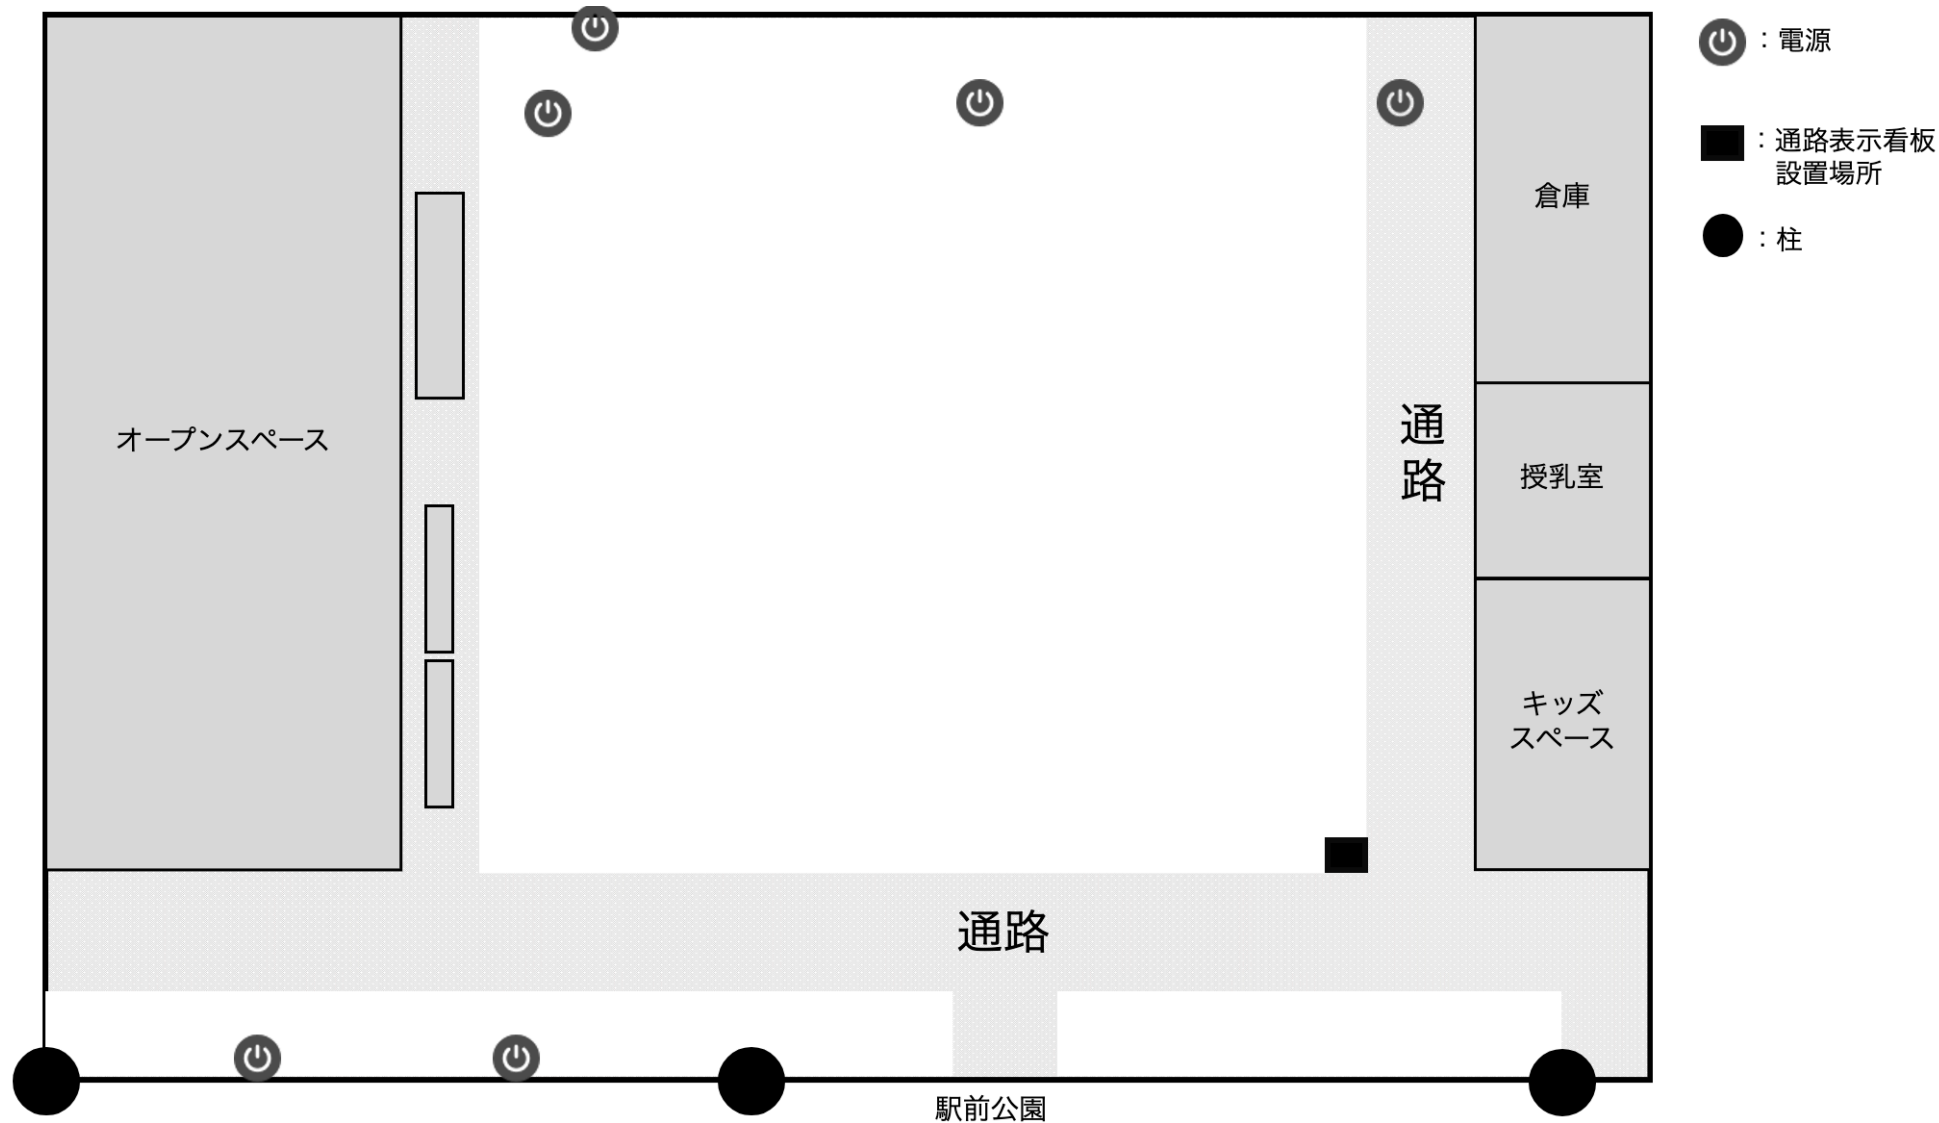 ：電源
：通路表示看板
設置場所
：柱
倉庫
オープンスペース
通
路
授乳室
キッズ
スペース
通路
駅前公園